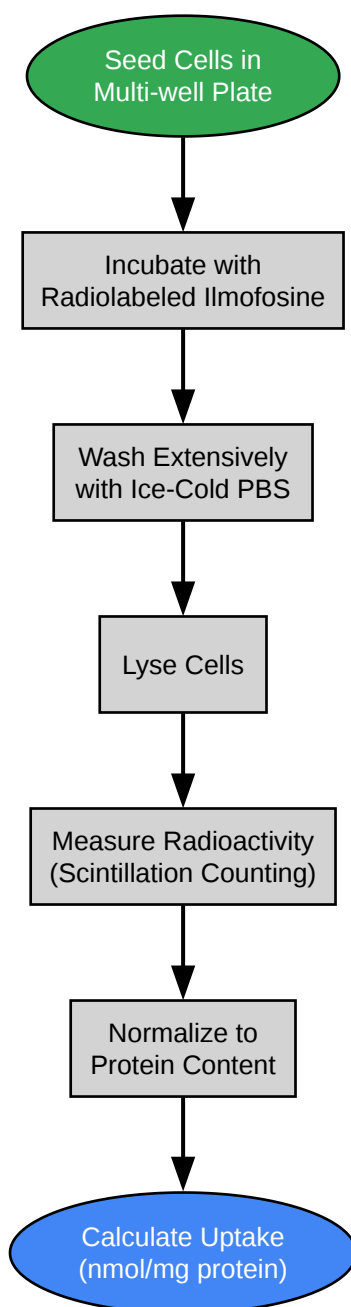 Seed Cells in
Multi-well Plate
Incubate with
Radiolabeled Ilmofosine
Wash Extensively
with Ice-Cold PBS
Lyse Cells
Measure Radioactivity
(Scintillation Counting)
Normalize to
Protein Content
Calculate Uptake
(nmol/mg protein)